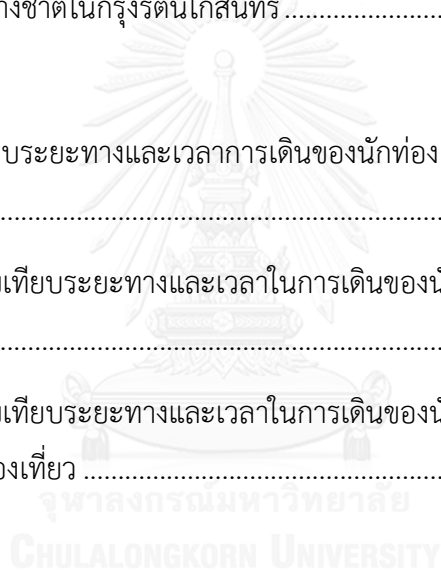 างชาติในกรุงรัตนโกสินทร์ ........................
บระยะทางและเวลาการเดินของนักท่อง
................................................................
มเทียบระยะทางและเวลาในการเดินของนั
................................................................
มเทียบระยะทางและเวลาในการเดินของนั
องเที่ยว ....................................................
จุฬาลงกรณ์มหาวิทยาลัย
CHULALONGKORN UNIVERSITY